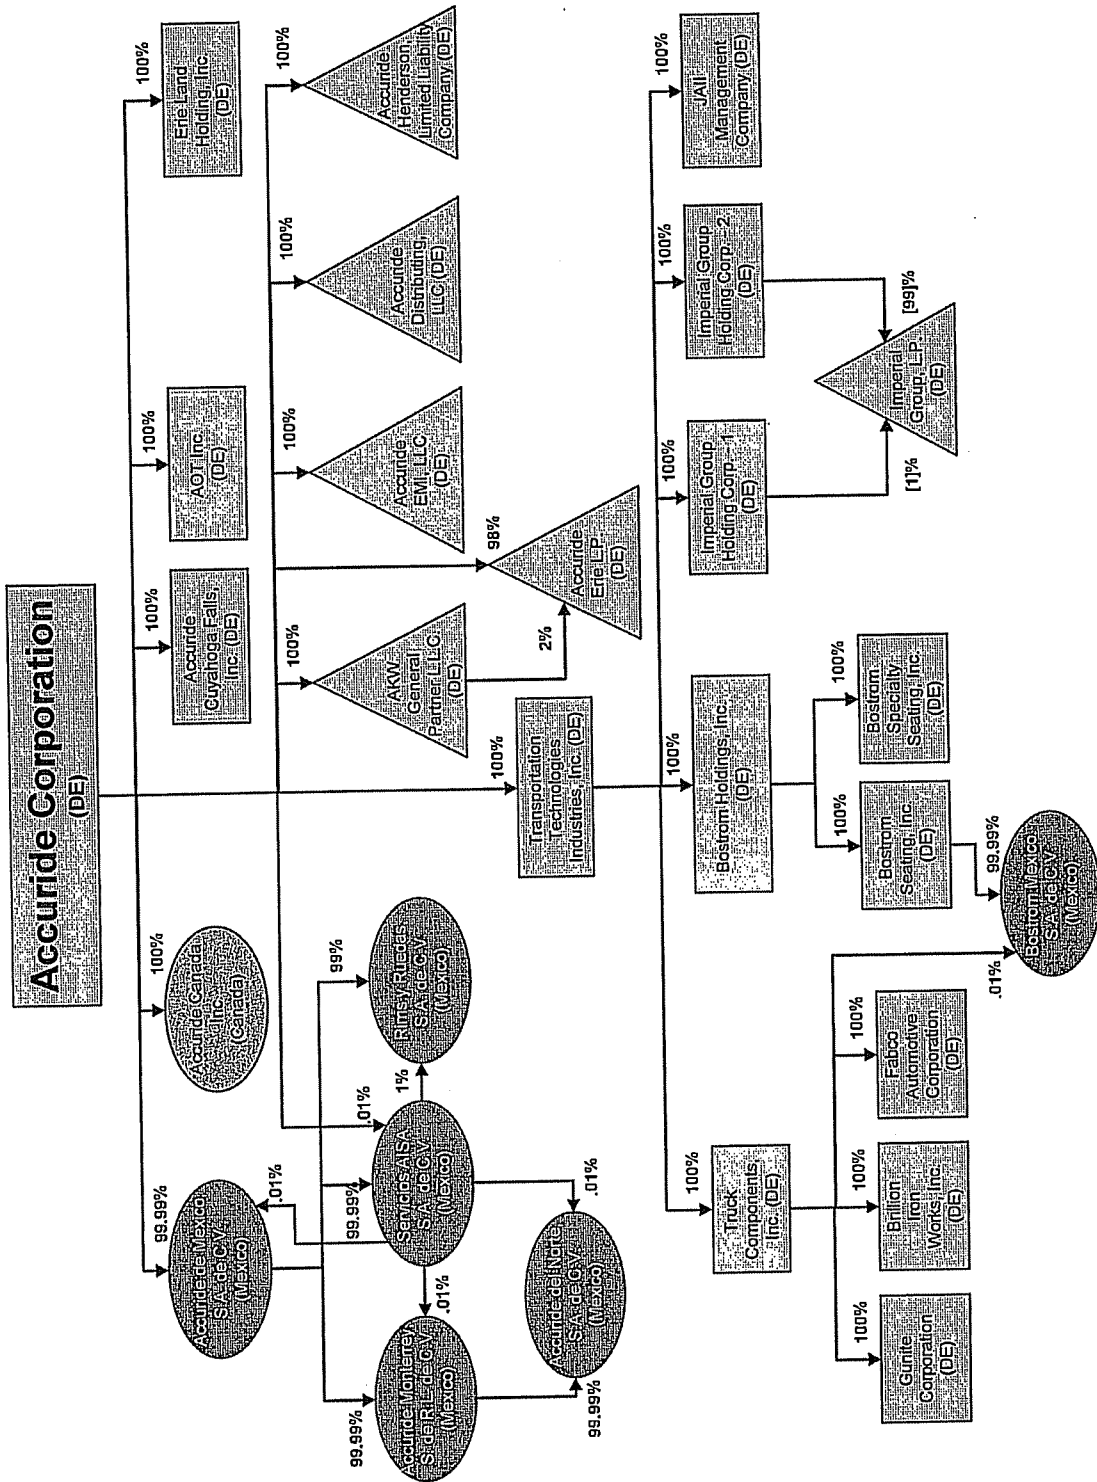 Accuride Corporation
(DE)
99.99%
100%
100%
100%
100%
Accuride de Mexico
S.A. de C.V.
(Mexico)
Accuride Canada
Inc.
(Canada)
Accuride
Cuyahoga Falls,
Inc. (DE)
AOT Inc.
(DE)
Erie Land
Holding, Inc.
(DE)
.01%
99.99%
99.99%
.01%
99%
100%
100%
100%
100%
Accuride Monterrey
S. de R.L. de C.V.
(Mexico)
.01%
Servicios AISA
S.A. de C.V.
(Mexico)
1%
Rims y Ruedas
S.A. de C.V.
(Mexico)
AKW
General
Partner L.L.C.
(DE)
Accuride
EMI, LLC
(DE)
Accuride
Distributing,
LLC (DE)
Accuride
Henderson
Limited Liability
Company (DE)
99.99%
.01%
Accuride del Norte
S.A. de C.V.
(Mexico)
2%
98%
Accuride
Erie L.P.
(DE)
100%
Transportation
Technologies
Industries, Inc. (DE)
100%
100%
100%
100%
100%
Truck
Components,
Inc. (DE)
Bostrom Holdings, Inc.
(DE)
Imperial Group
Holding Corp. – 1
(DE)
Imperial Group
Holding Corp. – 2
(DE)
JAII
Management
Company (DE)
[1]%
[99]%
Imperial
Group, L.P.
(DE)
100%
100%
100%
100%
100%
Gunite
Corporation
(DE)
Brillion
Iron
Works, Inc.
(DE)
Fabco
Automotive
Corporation
(DE)
Bostrom
Seating, Inc.
(DE)
Bostrom
Specialty
Seating, Inc.
(DE)
.01%
99.99%
Bostrom Mexico
S.A. de C.V.
(Mexico)